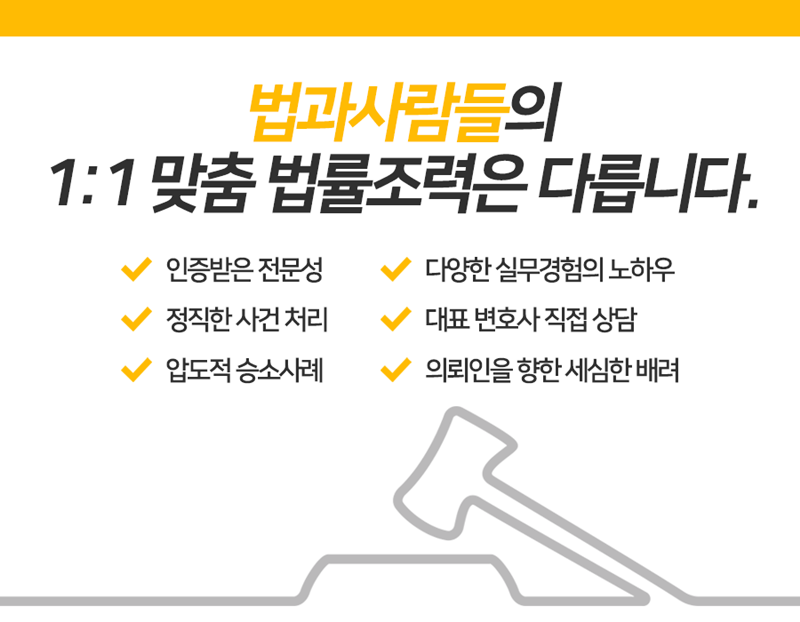 법과사람들의
1:1 맞춤 법률조력은 다릅니다.
인증받은 전문성
정직한 사건 처리
압도적 승소사례
다양한 실무경험의 노하우
대표 변호사 직접 상담
의뢰인을 향한 세심한 배려